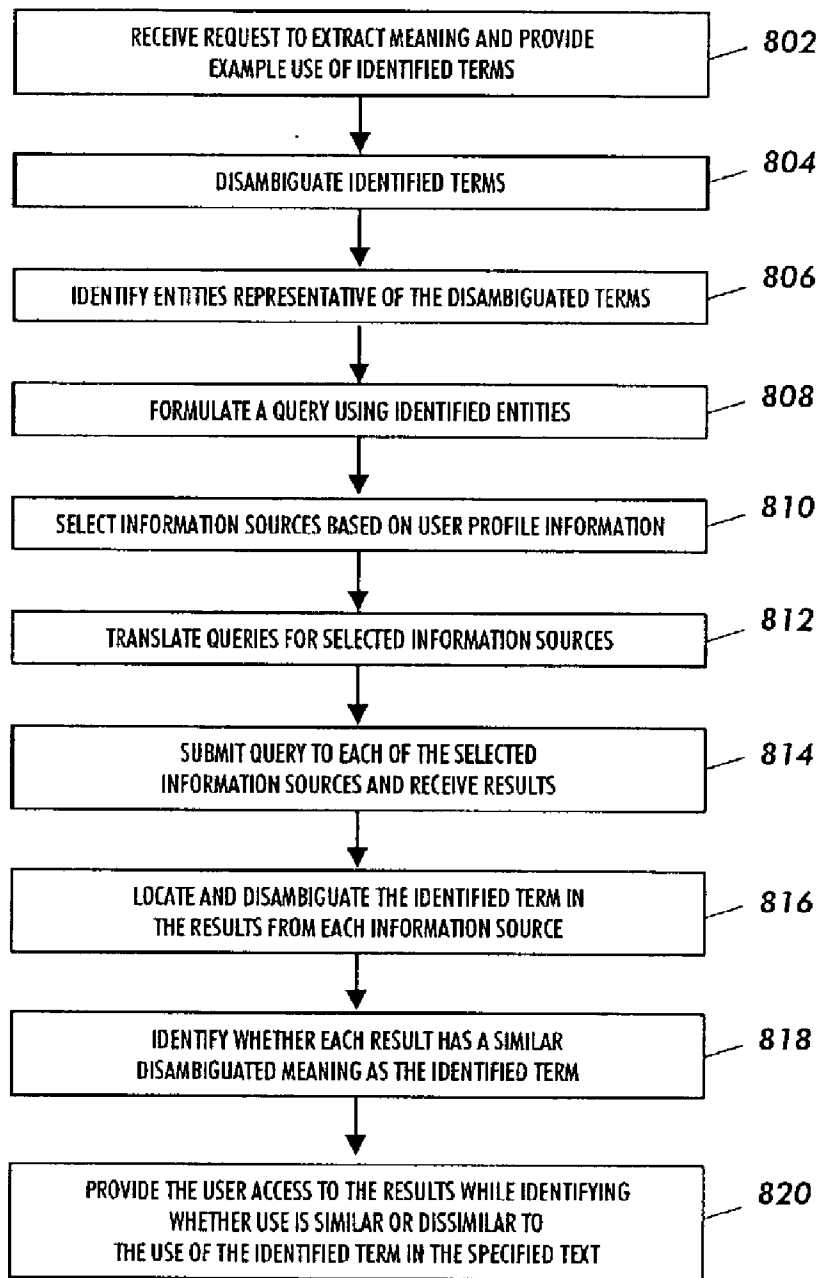 RECEIVE REQUEST TO EXTRACT MEANING AND PROVIDE
EXAMPLE USE OF IDENTIFIED TERMS
802
DISAMBIGUATE IDENTIFIED TERMS
804
IDENTIFY ENTITIES REPRESENTATIVE OF THE DISAMBIGUATED TERMS
806
FORMULATE A QUERY USING IDENTIFIED ENTITIES
808
SELECT INFORMATION SOURCES BASED ON USER PROFILE INFORMATION
810
TRANSLATE QUERIES FOR SELECTED INFORMATION SOURCES
812
SUBMIT QUERY TO EACH OF THE SELECTED
INFORMATION SOURCES AND RECEIVE RESULTS
814
LOCATE AND DISAMBIGUATE THE IDENTIFIED TERM IN
THE RESULTS FROM EACH INFORMATION SOURCE
816
IDENTIFY WHETHER EACH RESULT HAS A SIMILAR
DISAMBIGUATED MEANING AS THE IDENTIFIED TERM
818
PROVIDE THE USER ACCESS TO THE RESULTS WHILE IDENTIFYING
WHETHER USE IS SIMILAR OR DISSIMILAR TO
THE USE OF THE IDENTIFIED TERM IN THE SPECIFIED TEXT
820